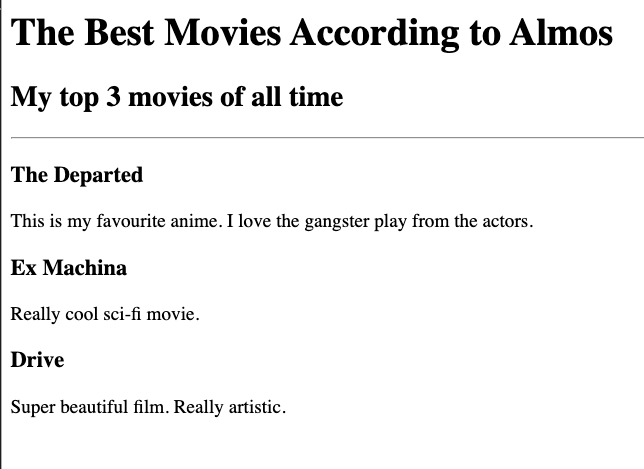 The Best Movies According to Almos
My top 3 movies of all time
The Departed
This is my favourite anime. I love the gangster play from the actors.
Ex Machina
Really cool sci-fi movie.
Drive
Super beautiful film. Really artistic.